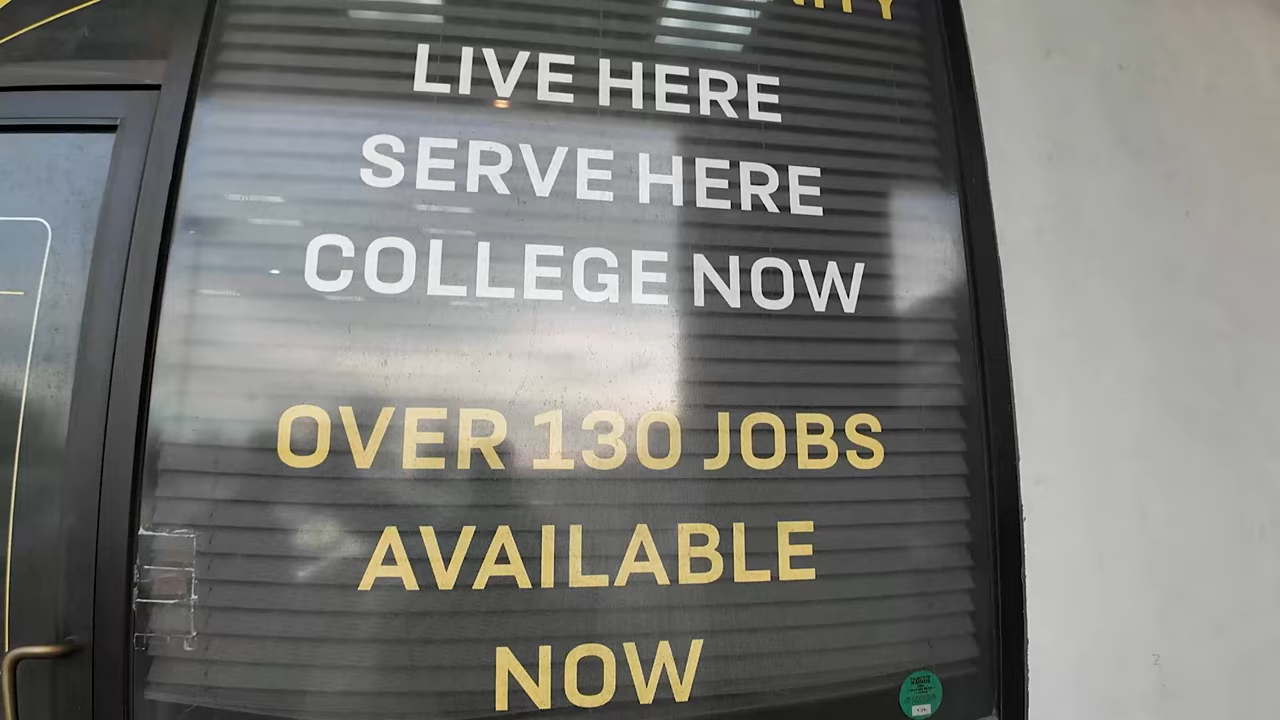 LIVE HERE
SERVE HERE
COLLEGE NOW
OVER 130 JOBS
AVAILABLE
NOW